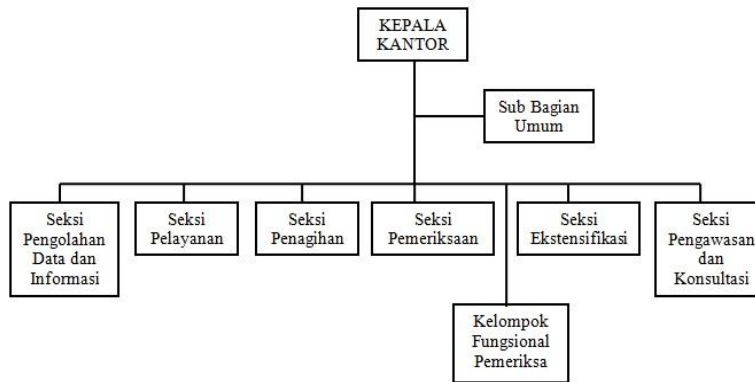 KEPALA
KANTOR
Sub Bagian
Umum
Seksi
Pengolahan
Data dan
Informasi
Seksi
Pelayanan
Seksi
Penagihan
Seksi
Pemeriksaan
Seksi
Ekstensifikasi
Seksi
Pengawasan
dan
Konsultasi
Kelompok
Fungsional
Pemeriksa